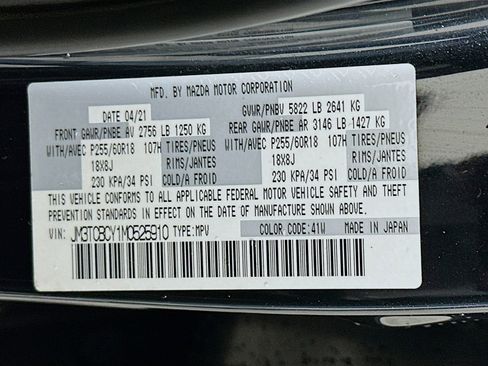 MFD. BY MAZDA MOTOR CORPORATION
DATE 04/21 GVWR/PNBV 5822 LB 2641 KG
FRONT GAWR/PNBE AV 2756 LB 1250 KG REAR GAWR/PNBE AR 3146 LB 1427 KG
WITH/AVEC P255/60R18 107H TIRES/PNEUS WITH/AVEC P255/60R18 107H TIRES/PNEUS
18X8J RIMS/JANTES 18X8J RIMS/JANTES
230 KPA/34 PSI COLD/A FROID 230 KPA/34 PSI COLD/A FROID
THIS VEHICLE CONFORMS TO ALL APPLICABLE FEDERAL MOTOR VEHICLE SAFETY AND THEFT
PREVENTION STANDARDS IN EFFECT ON THE DATE OF MANUFACTURE SHOWN ABOVE.
VIN: JM3TCBCY1M0525910 TYPE:MPV COLOR CODE:41W MADE IN JAPAN